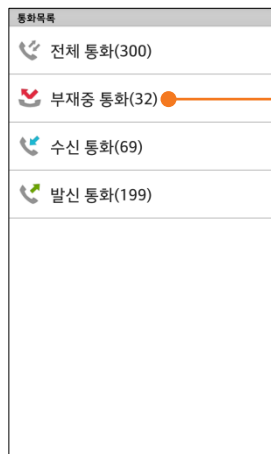 통화목록
전체 통화(300)
부재중 통화(32)
수신 통화(69)
발신 통화(199)